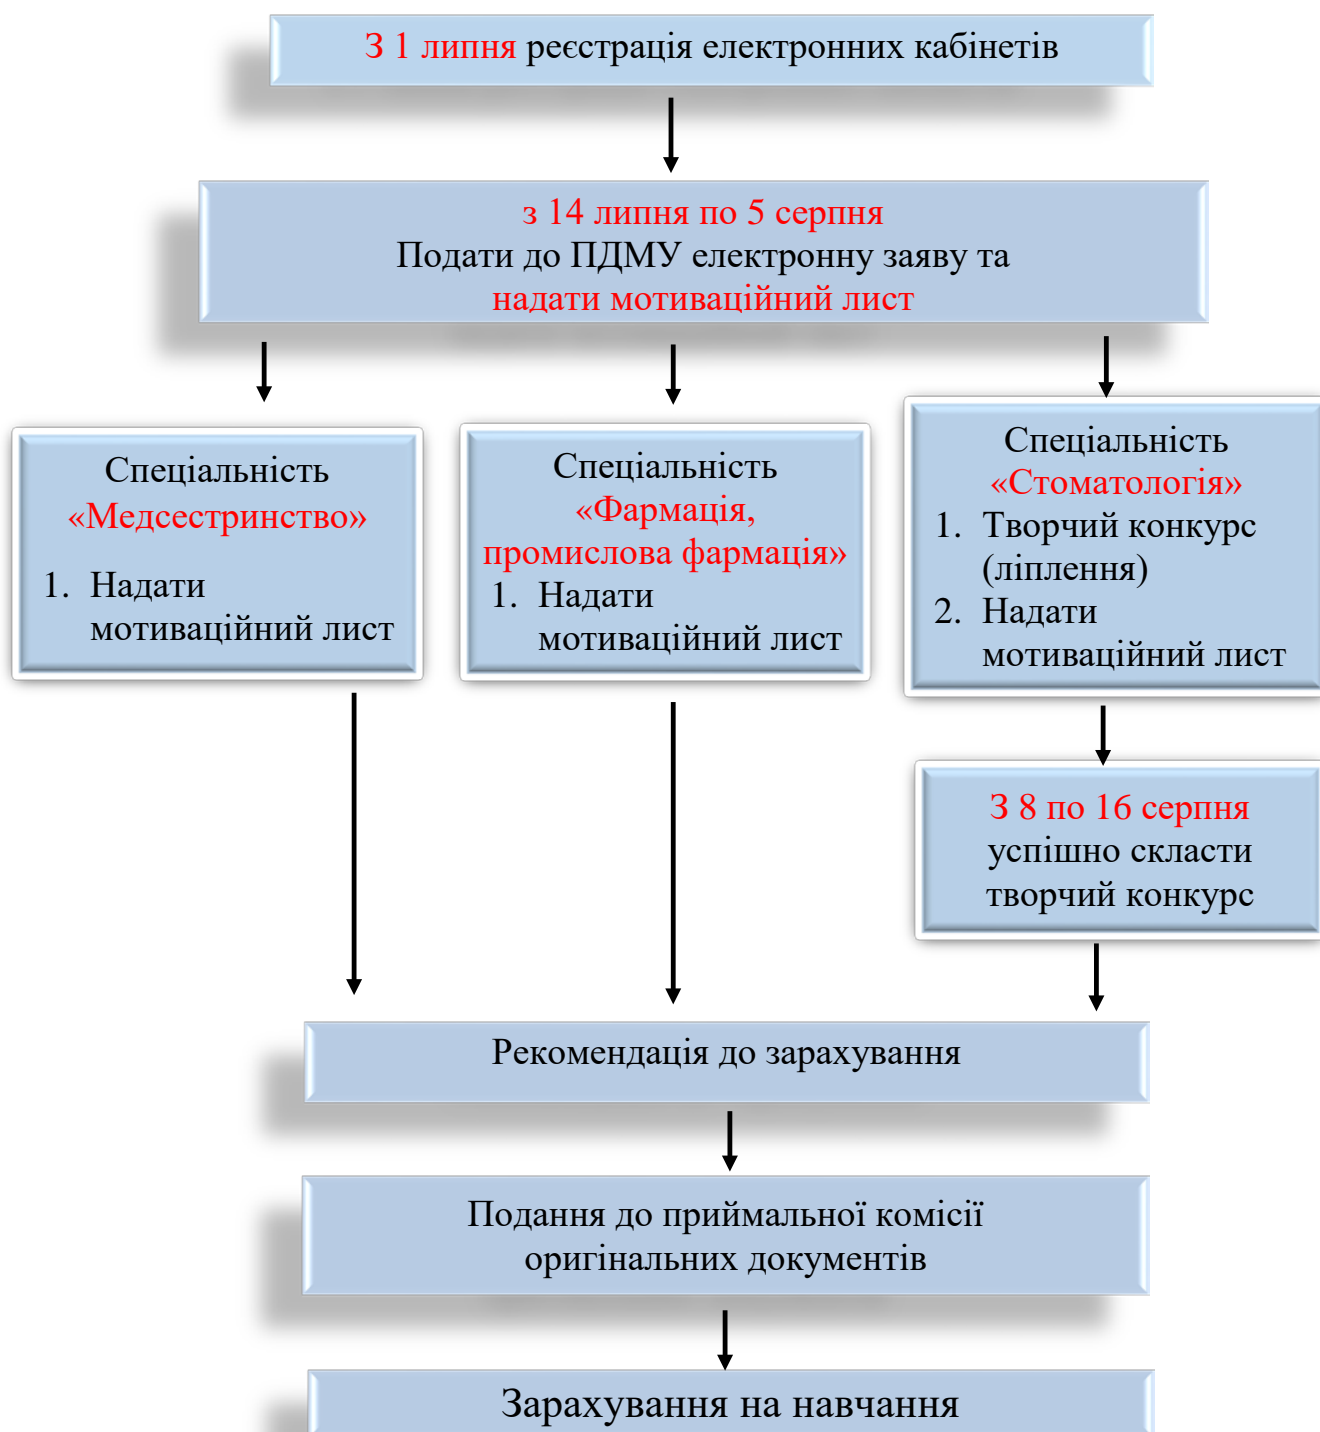 З 1 липня реєстрація електронних кабінетів
з 14 липня по 5 серпня
Подати до ПДМУ електронну заяву та
надати мотиваційний лист
Спеціальність
«Медсестринство»
1. Надати
мотиваційний лист
Спеціальність
«Фармація,
промислова фармація»
1. Надати
мотиваційний лист
Спеціальність
«Стоматологія»
1. Творчий конкурс
(ліплення)
2. Надати
мотиваційний лист
З 8 по 16 серпня
успішно скласти
творчий конкурс
Рекомендація до зарахування
Подання до приймальної комісії
оригінальних документів
Зарахування на навчання